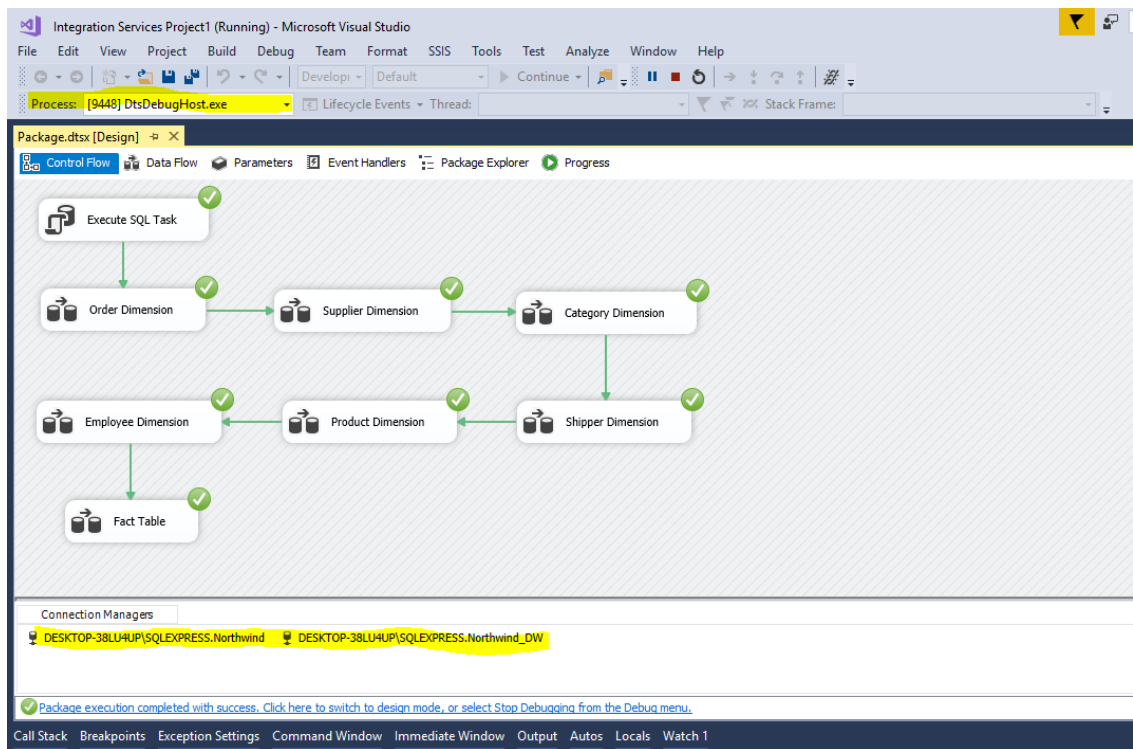 Integration Services Project1 (Running) - Microsoft Visual Studio
File Edit View Project Build Debug Team Format SSIS Tools Test Analyze Window Help
Develop Default Continue
Process: [9448] DtsDebugHost.exe Lifecycle Events Thread: Stack Frame:
Package.dtsx [Design]
Control Flow Data Flow Parameters Event Handlers Package Explorer Progress
Execute SQL Task
Order Dimension Supplier Dimension Category Dimension
Employee Dimension Product Dimension Shipper Dimension
Fact Table
Connection Managers
DESKTOP-38LU4UP\SQLEXPRESS.Northwind DESKTOP-38LU4UP\SQLEXPRESS.Northwind_DW
Package execution completed with success. Click here to switch to design mode, or select Stop Debugging from the Debug menu.
Call Stack Breakpoints Exception Settings Command Window Immediate Window Output Autos Locals Watch 1